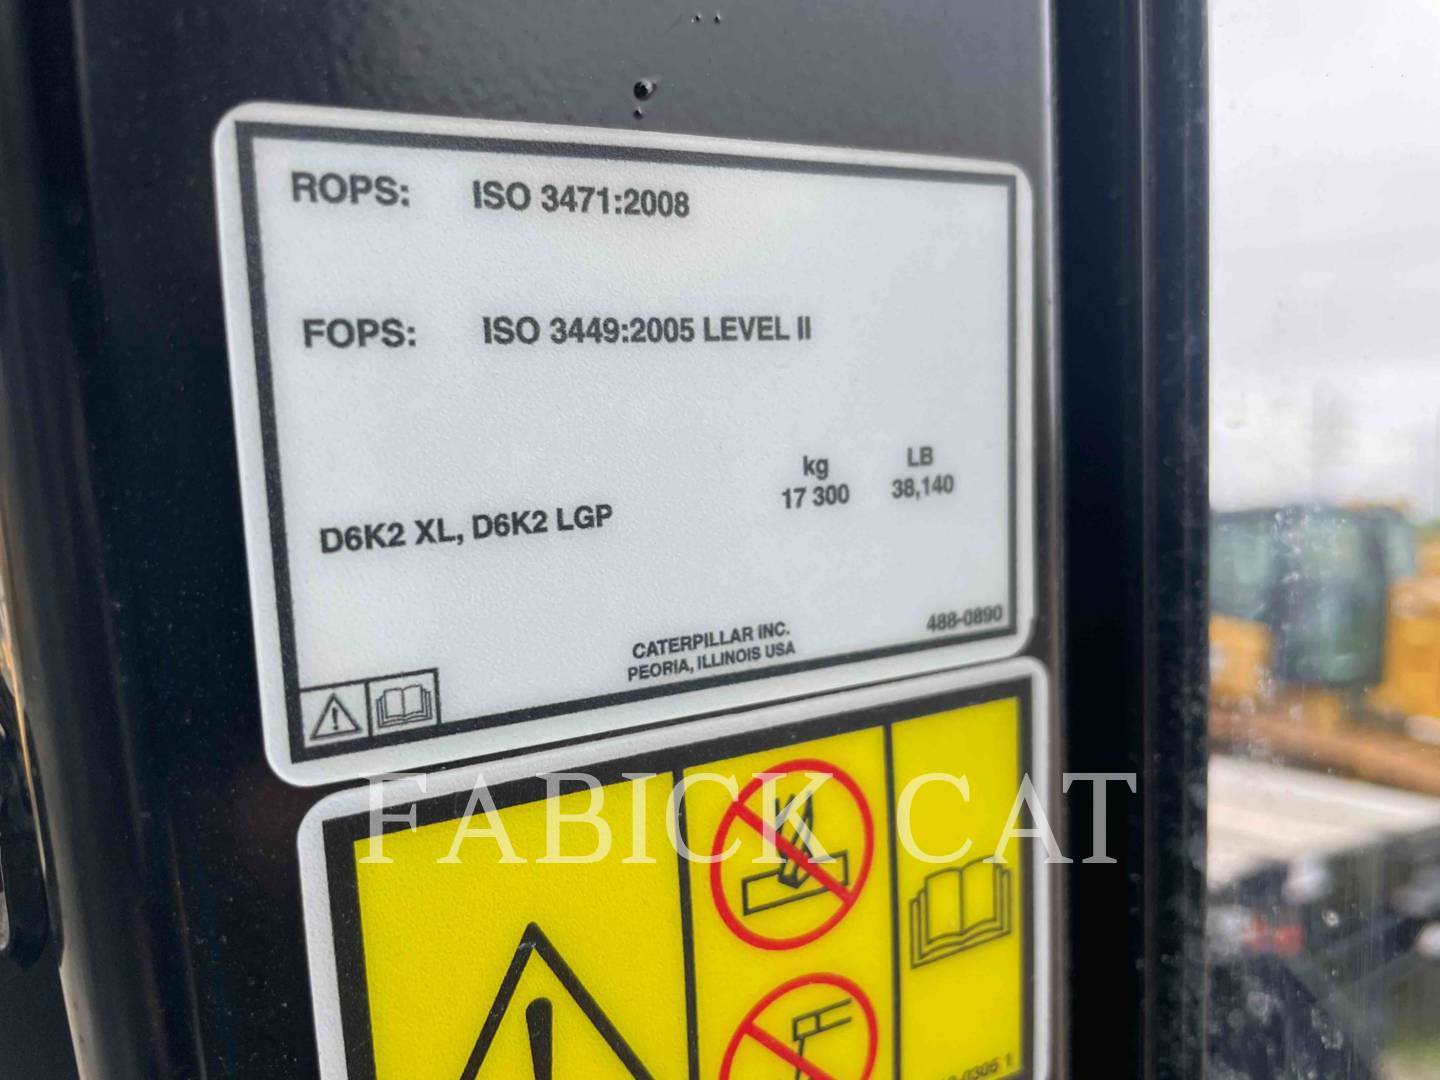 ROPS: ISO 3471:2008
FOPS: ISO 3449:2005 LEVEL II
kg LB
17 300 38,140
D6K2 XL, D6K2 LGP
CATERPILLAR INC.
PEORIA, ILLINOIS USA
488-0890
FABICK CAT